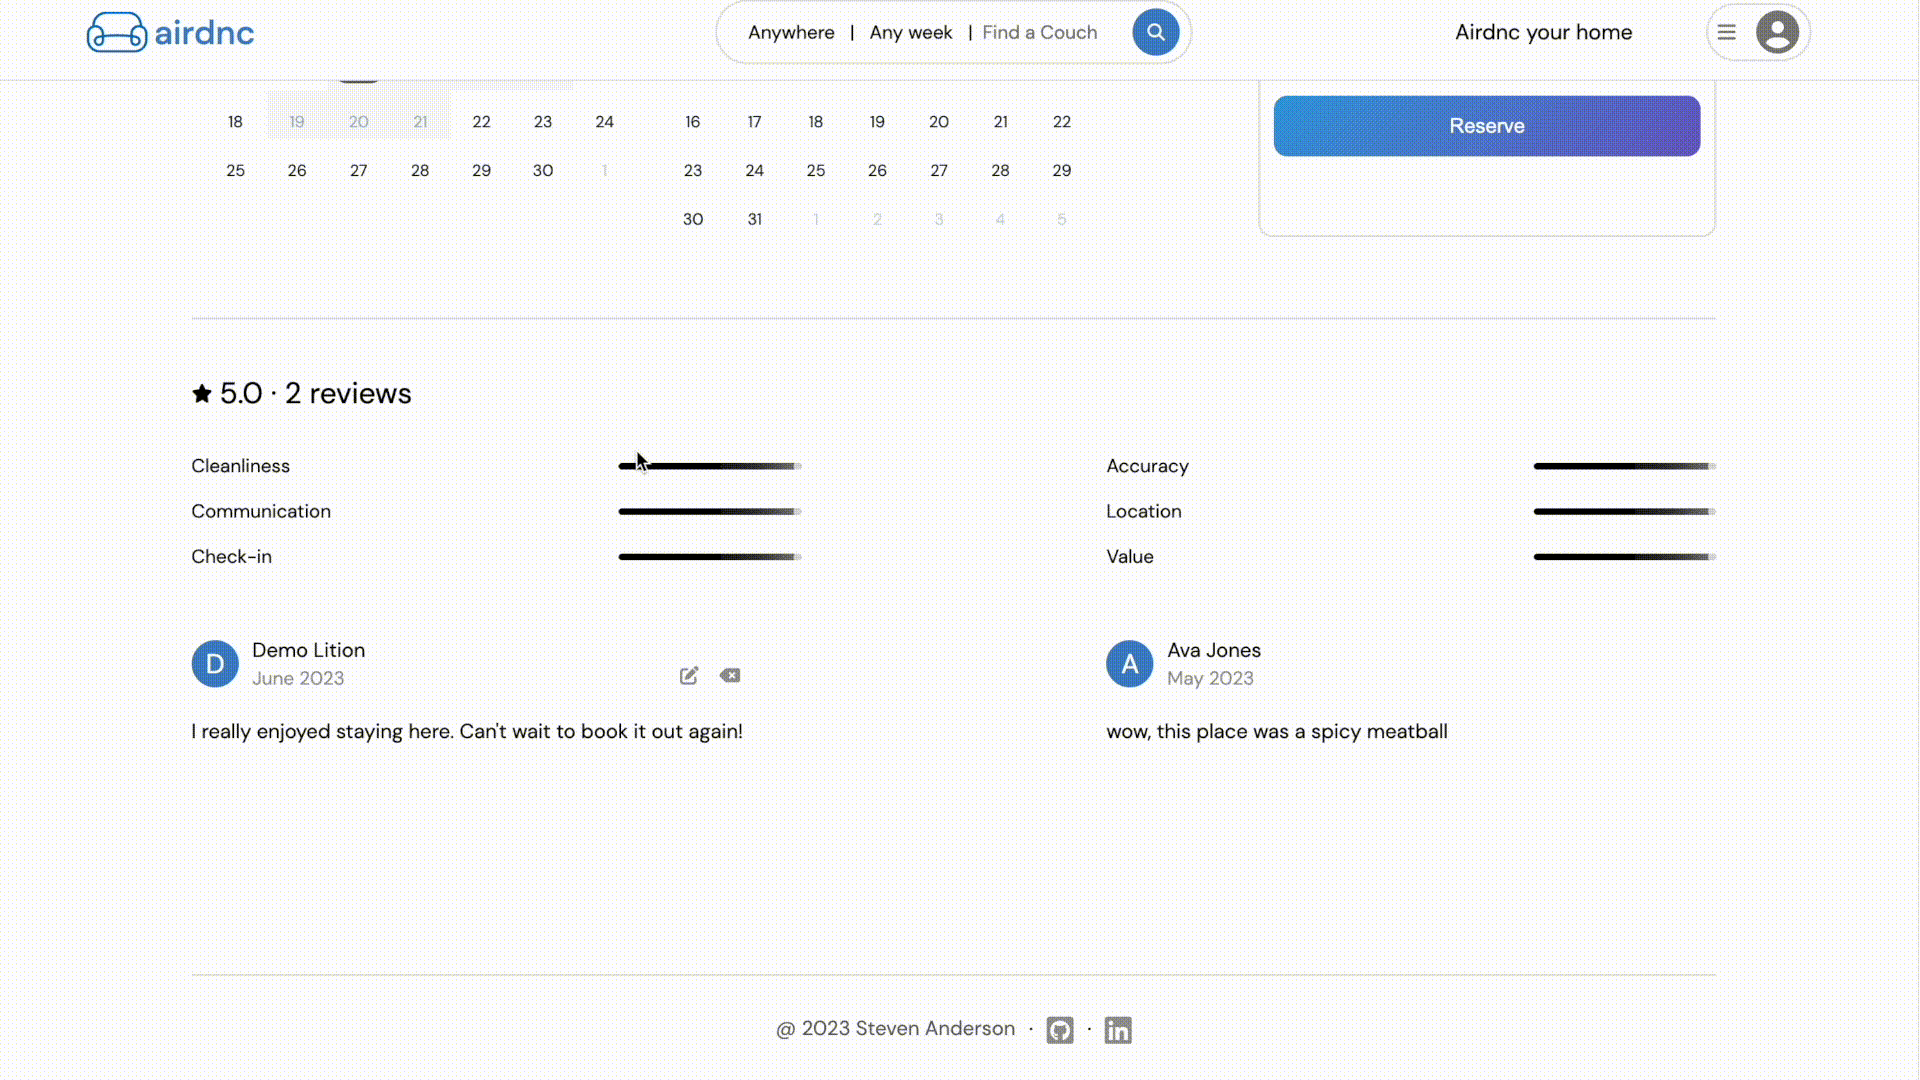 airdnc
Anywhere | Any week | Find a Couch
Airdnc your home
18 19 20 21 22 23 24
25 26 27 28 29 30 1
16 17 18 19 20 21 22
23 24 25 26 27 28 29
30 31 1 2 3 4 5
Reserve
5.0 · 2 reviews
Cleanliness
Accuracy
Communication
Location
Check-in
Value
D
Demo Lition
June 2023
I really enjoyed staying here. Can't wait to book it out again!
A
Ava Jones
May 2023
wow, this place was a spicy meatball
@ 2023 Steven Anderson · · in